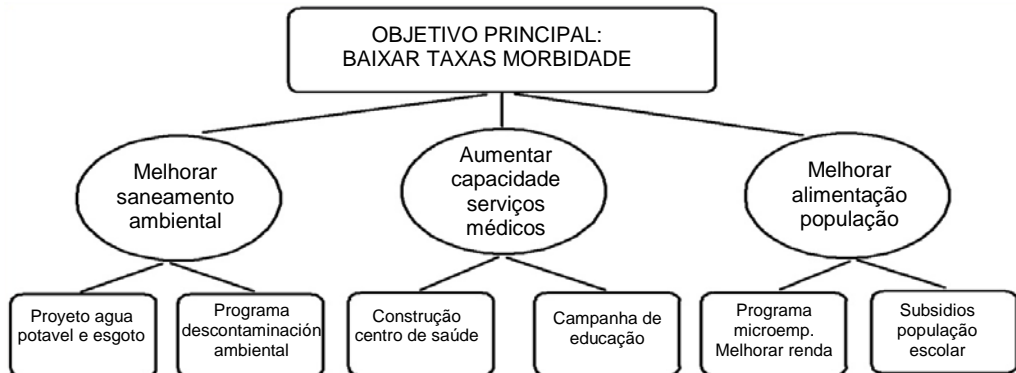 OBJETIVO PRINCIPAL:
BAIXAR TAXAS MORBIDADE
Melhorar
saneamento
ambiental
Aumentar
capacidade
serviços
médicos
Melhorar
alimentação
população
Proyeto agua
potavel e esgoto
Programa
descontaminación
ambiental
Construção
centro de saúde
Campanha de
educação
Programa
microemp.
Melhorar renda
Subsidios
população
escolar